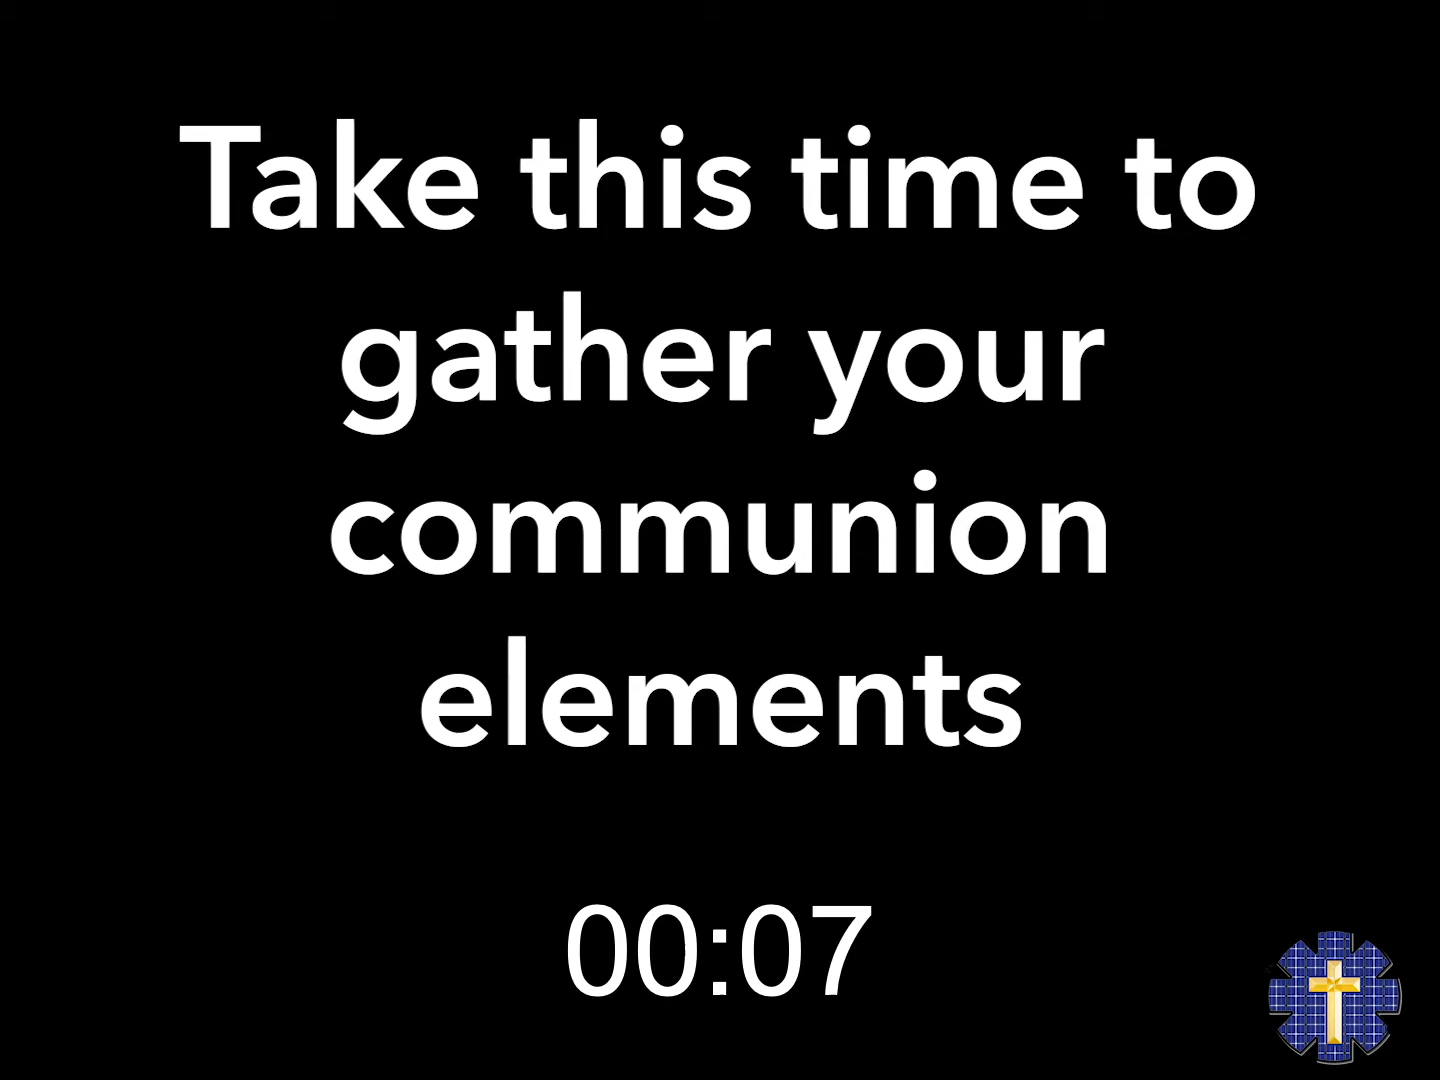 Take this time to
gather your
communion
elements
00:07